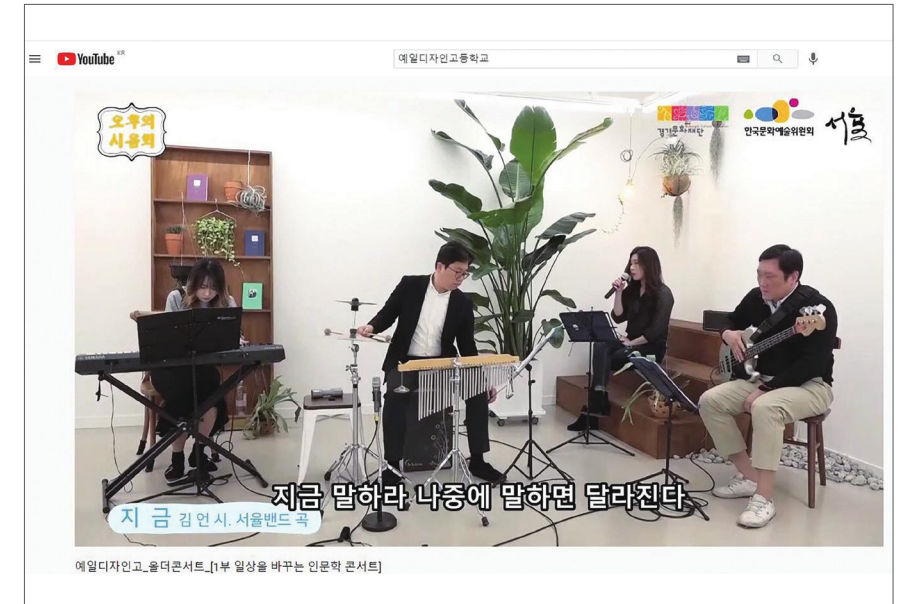 YouTube KR
예일디자인고등학교
오후의
시음회
경기문화재단
한국문화예술위원회
서율
지금 말하라 나중에 말하면 달라진다
지 금 김 언 시. 서율밴드 곡
예일디자인고_올더콘서트_[1부 일상을 바꾸는 인문학 콘서트]